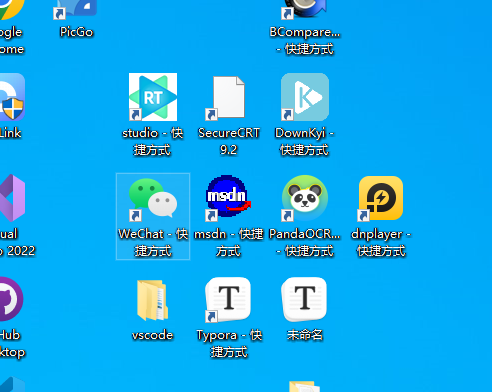 ogle
ome
PicGo
BCompare...
- 快捷方式
Link
RT
studio - 快
捷方式
SecureCRT
9.2
DownKyi -
快捷方式
ual
o 2022
WeChat - 快
捷方式
msdn
msdn - 快捷
方式
PandaOCR...
- 快捷方式
dnplayer -
快捷方式
Hub
ktop
vscode
T
Typora - 快
捷方式
T
未命名